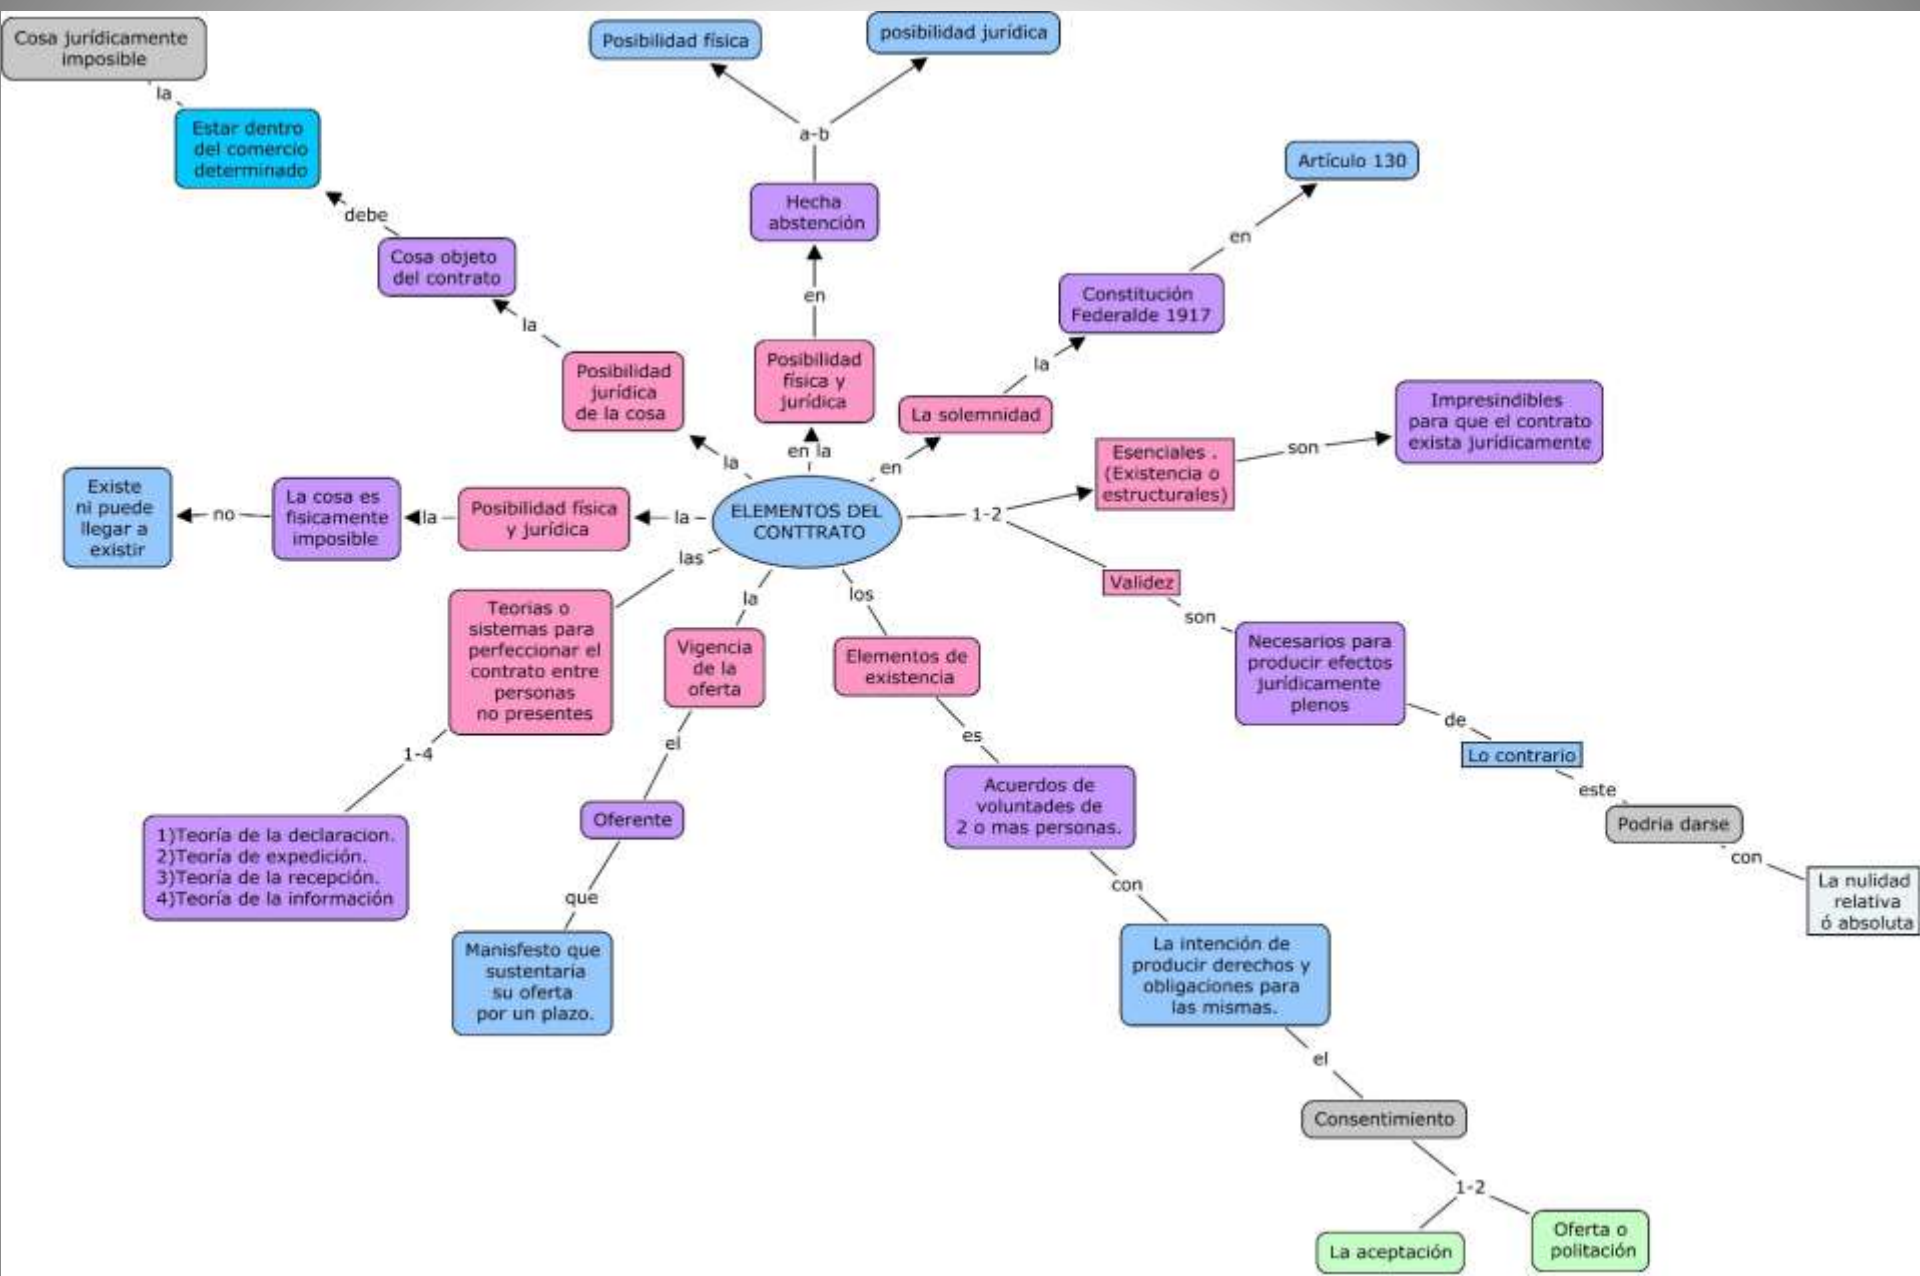 Cosa jurídicamente
imposible
la
Estar dentro
del comercio
determinado
debe
Cosa objeto
del contrato
la
Posibilidad
jurídica
de la cosa
la
Posibilidad física
posibilidad jurídica
a-b
Hecha
abstención
en
Posibilidad
física y
jurídica
en la
Artículo 130
en
Constitución
Federalde 1917
la
La solemnidad
en
Impresindibles
para que el contrato
exista jurídicamente
son
Esenciales .
(Existencia o
estructurales)
1-2
ELEMENTOS DEL
CONTTRATO
la
Posibilidad física
y jurídica
la
La cosa es
fisicamente
imposible
no
Existe
ni puede
llegar a
existir
Validez
son
Necesarios para
producir efectos
jurídicamente
plenos
de
Lo contrario
este
Podria darse
con
La nulidad
relativa
ó absoluta
las
Teorias o
sistemas para
perfeccionar el
contrato entre
personas
no presentes
1-4
1)Teoría de la declaracion.
2)Teoría de expedición.
3)Teoría de la recepción.
4)Teoría de la información
la
Vigencia
de la
oferta
el
Oferente
que
Manisfesto que
sustentaria
su oferta
por un plazo.
los
Elementos de
existencia
es
Acuerdos de
voluntades de
2 o mas personas.
con
La intención de
producir derechos y
obligaciones para
las mismas.
el
Consentimiento
1-2
La aceptación
Oferta o
politación